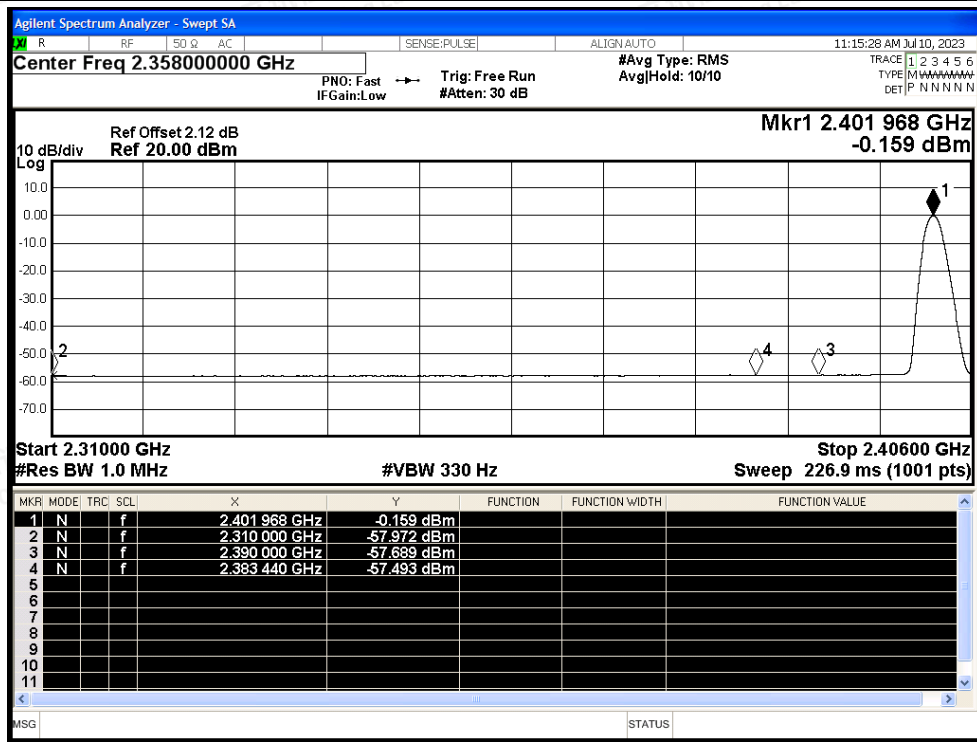 Agilent Spectrum Analyzer - Swept SA
R RF 50 Ω AC SENSE:PULSE ALIGN AUTO 11:15:28 AM Jul 10, 2023
Center Freq 2.358000000 GHz
PNO: Fast
IFGain:Low
Trig: Free Run
#Atten: 30 dB
#Avg Type: RMS
Avg|Hold: 10/10
TRACE 1 2 3 4 5 6
TYPE M
DET P N N N N N
Mkr1 2.401 968 GHz
-0.159 dBm
Ref Offset 2.12 dB
10 dB/div Ref 20.00 dBm
Log
10.0
0.00
-10.0
-20.0
-30.0
-40.0
-50.0
-60.0
-70.0
1
2
4
3
Start 2.31000 GHz Stop 2.40600 GHz
#Res BW 1.0 MHz #VBW 330 Hz Sweep 226.9 ms (1001 pts)
MKR MODE TRC SCL X Y FUNCTION FUNCTION WIDTH FUNCTION VALUE
1 N f 2.401 968 GHz -0.159 dBm
2 N f 2.310 000 GHz -57.972 dBm
3 N f 2.390 000 GHz -57.689 dBm
4 N f 2.383 440 GHz -57.493 dBm
5
6
7
8
9
10
11
MSG STATUS